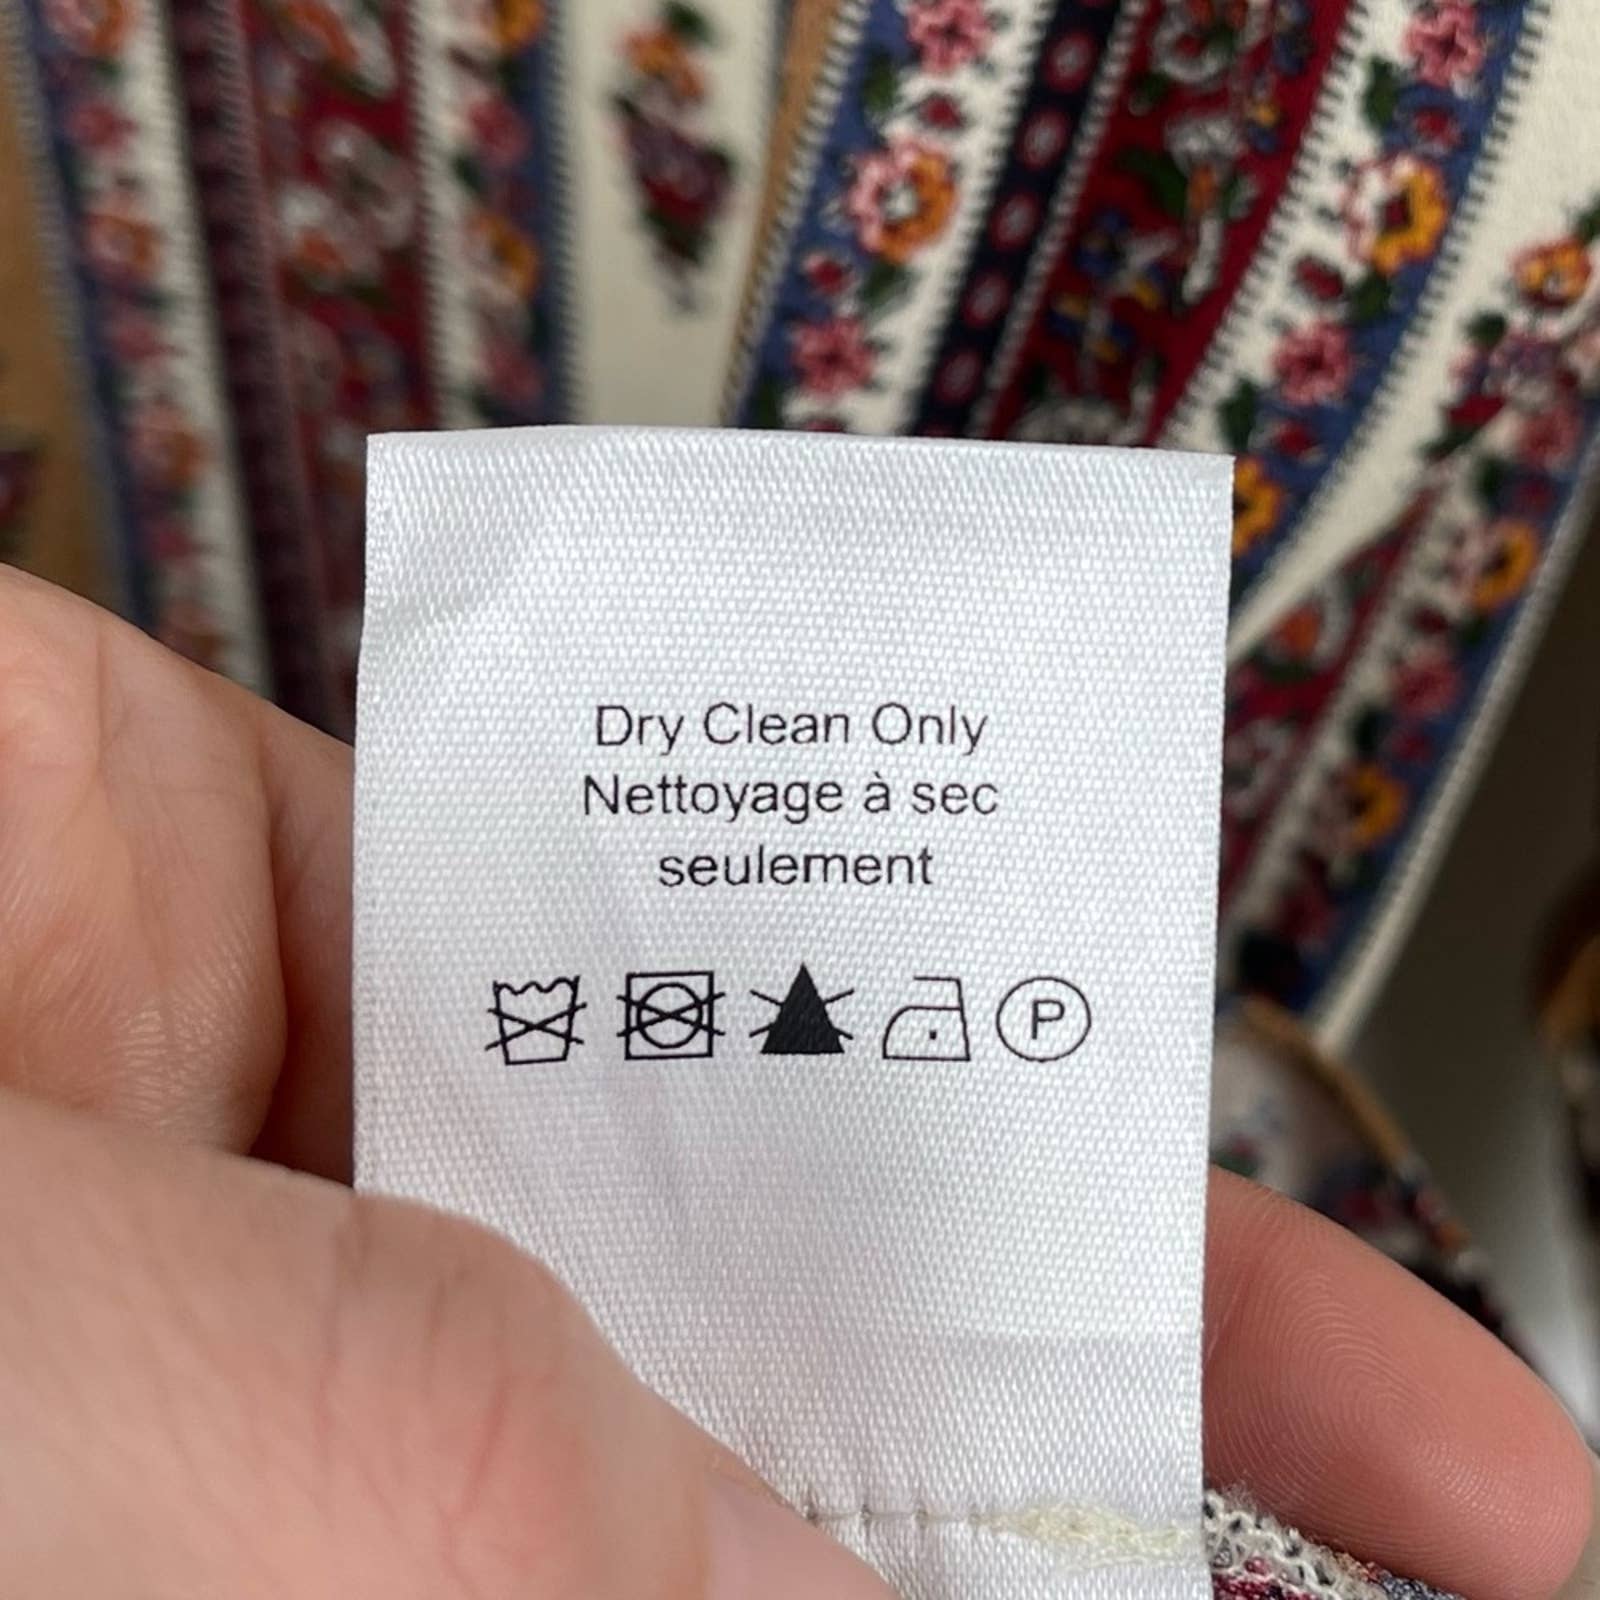 Dry Clean Only
Nettoyage à sec
seulement
P